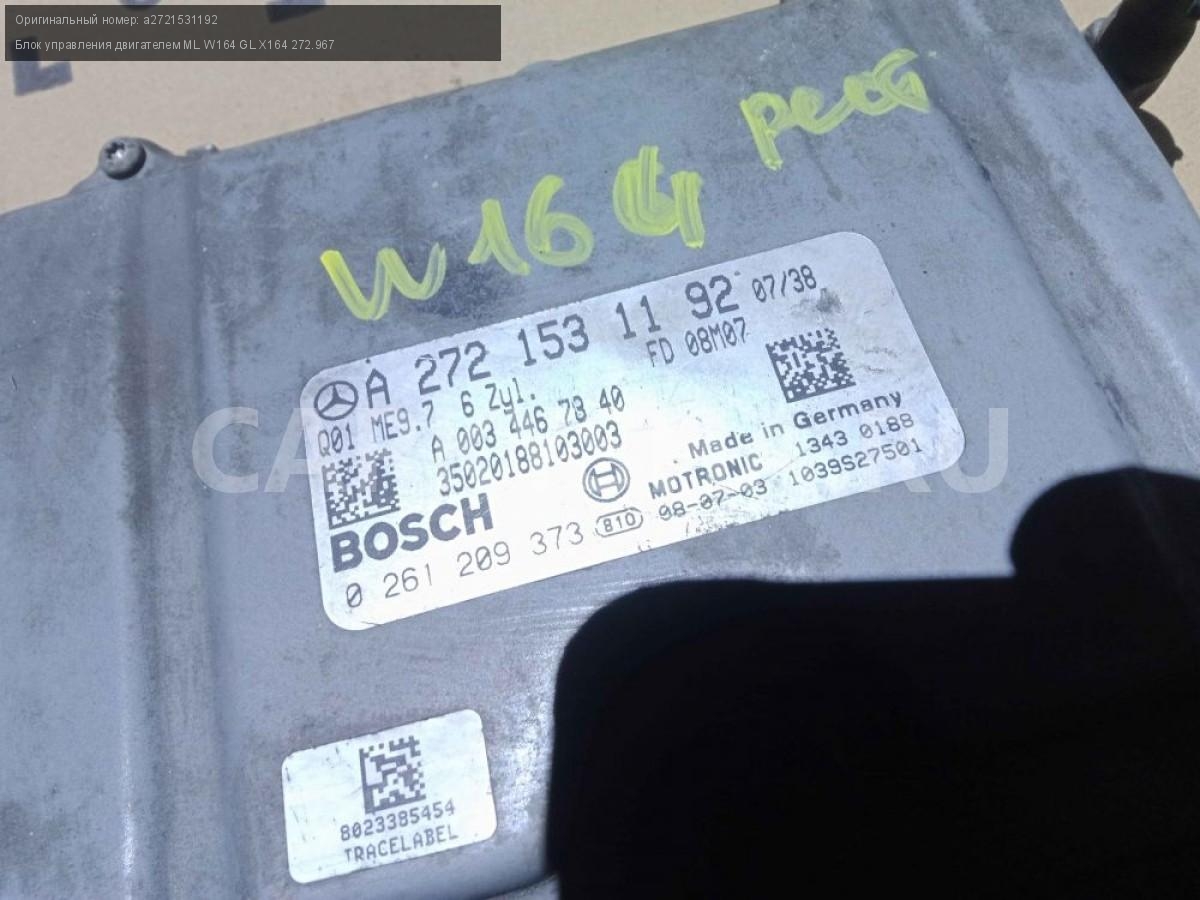 Оригинальный номер: a2721531192
Блок управления двигателем ML W164 GL X164 272.967
W164 рест
A 272 153 11 92 07/38
FD 08M07
Q01 ME9.7 6 Zyl.
A 003 446 78 40
35020188103003
Made in Germany
MOTRONIC 1343 0188
BOSCH
0 261 209 373 810 08-07-03 1039S27501
8023385454
TRACELABEL